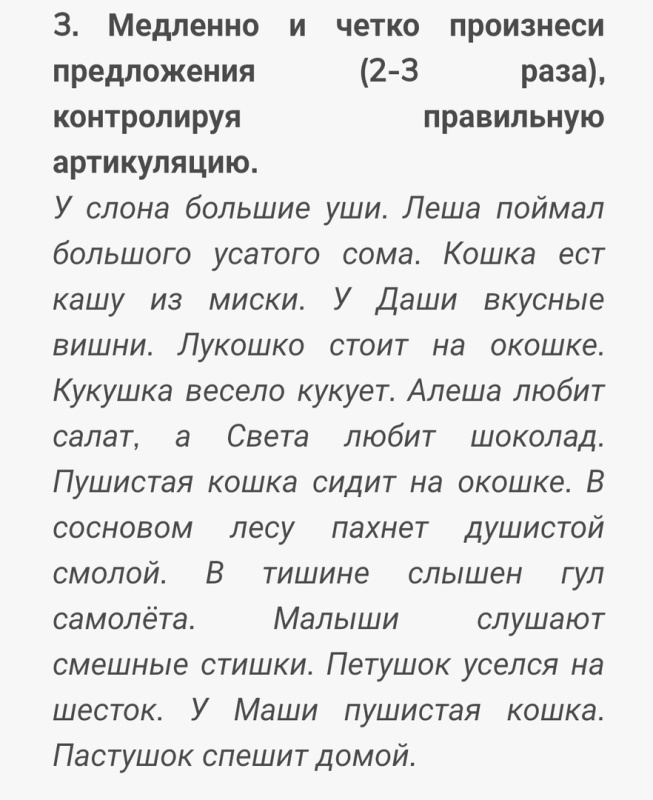 3. Медленно и четко произнеси
предложения (2-3 раза),
контролируя правильную
артикуляцию.
У слона большие уши. Леша поймал
большого усатого сома. Кошка ест
кашу из миски. У Даши вкусные
вишни. Лукошко стоит на окошке.
Кукушка весело кукует. Алеша любит
салат, а Света любит шоколад.
Пушистая кошка сидит на окошке. В
сосновом лесу пахнет душистой
смолой. В тишине слышен гул
самолёта. Малыши слушают
смешные стишки. Петушок уселся на
шесток. У Маши пушистая кошка.
Пастушок спешит домой.